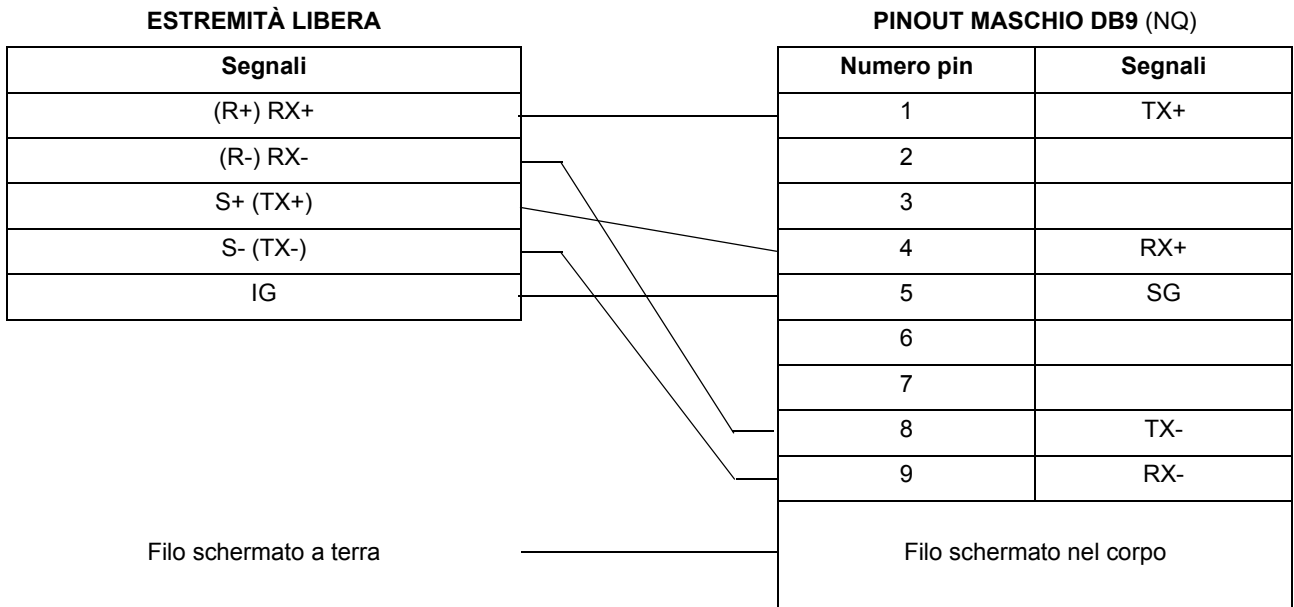 ESTREMITÀ LIBERA
PINOUT MASCHIO DB9 (NQ)
Segnali
Numero pin Segnali
(R+) RX+
1 TX+
(R-) RX-
2
S+ (TX+)
3
S- (TX-)
4 RX+
IG
5 SG
6
7
8 TX-
9 RX-
Filo schermato a terra
Filo schermato nel corpo